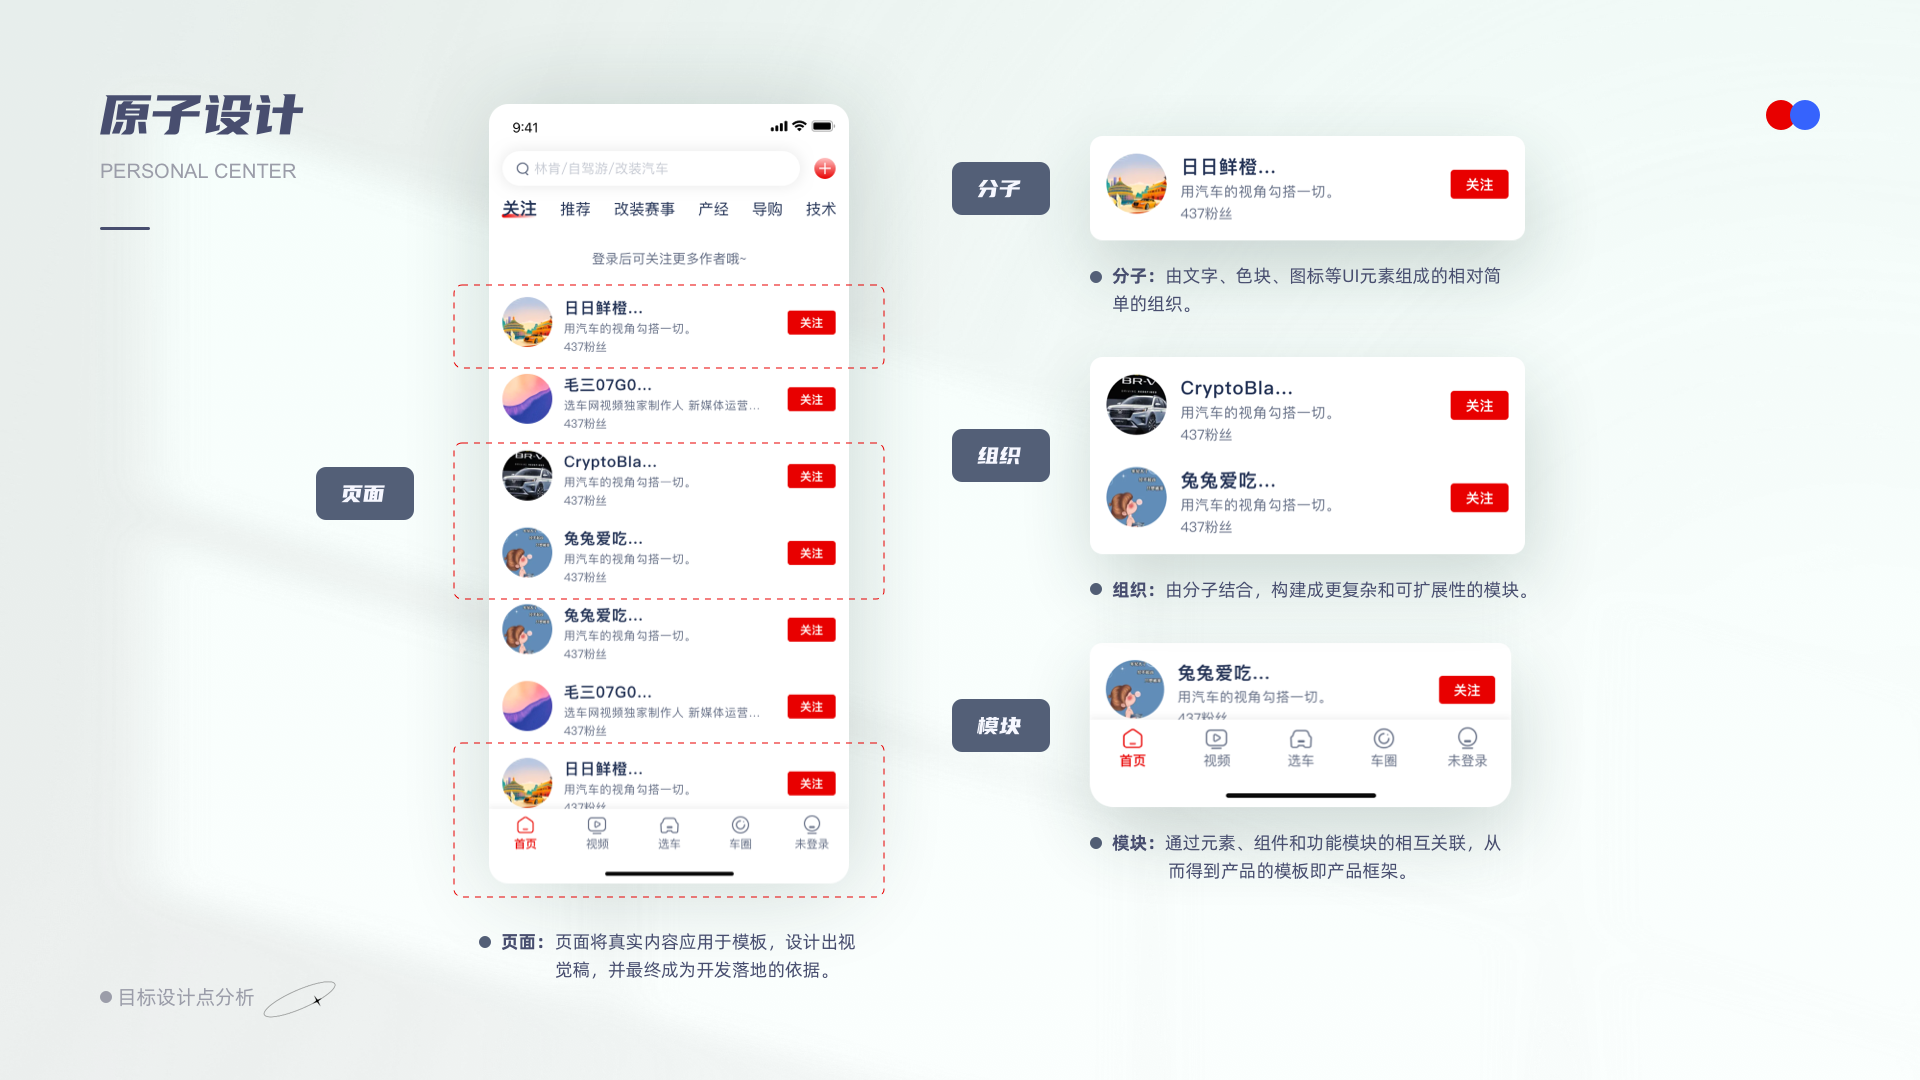 原子设计
PERSONAL CENTER
页面
9:41
林肯/自驾游/改装汽车
关注 推荐 改装赛事 产经 导购 技术
登录后可关注更多作者哦~
日日鲜橙...
用汽车的视角勾搭一切。
437粉丝
关注
毛三07G0...
选车网视频独家制作人 新媒体运营...
437粉丝
关注
CryptoBla...
用汽车的视角勾搭一切。
437粉丝
关注
兔兔爱吃...
用汽车的视角勾搭一切。
437粉丝
关注
兔兔爱吃...
用汽车的视角勾搭一切。
437粉丝
关注
毛三07G0...
选车网视频独家制作人 新媒体运营...
437粉丝
关注
日日鲜橙...
用汽车的视角勾搭一切。
437粉丝
关注
首页 视频 选车 车圈 未登录
页面：页面将真实内容应用于模板，设计出视
觉稿，并最终成为开发落地的依据。
分子
日日鲜橙...
用汽车的视角勾搭一切。
437粉丝
关注
分子：由文字、色块、图标等UI元素组成的相对简
单的组织。
组织
BR-V
CryptoBla...
用汽车的视角勾搭一切。
437粉丝
关注
兔兔爱吃...
用汽车的视角勾搭一切。
437粉丝
关注
组织：由分子结合，构建成更复杂和可扩展性的模块。
模块
兔兔爱吃...
用汽车的视角勾搭一切。
437粉丝
关注
首页 视频 选车 车圈 未登录
模块：通过元素、组件和功能模块的相互关联，从
而得到产品的模板即产品框架。
目标设计点分析